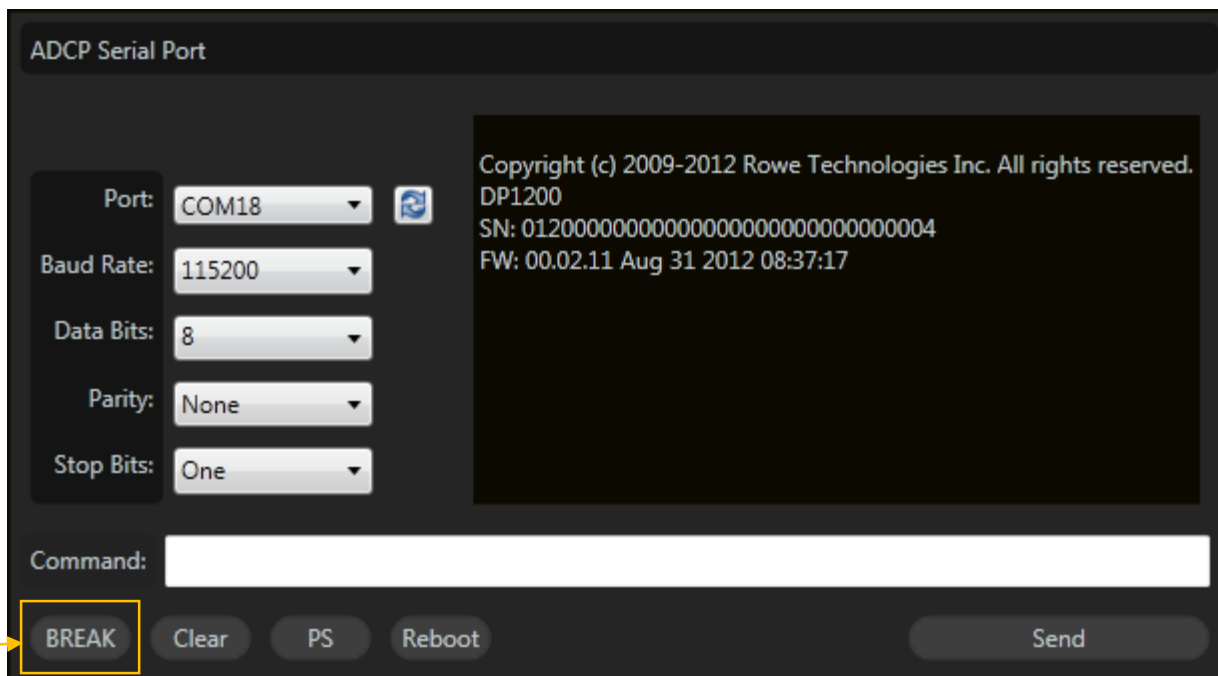 ADCP Serial Port
Copyright (c) 2009-2012 Rowe Technologies Inc. All rights reserved.
DP1200
SN: 01200000000000000000000000000004
FW: 00.02.11 Aug 31 2012 08:37:17
Port: COM18
Baud Rate: 115200
Data Bits: 8
Parity: None
Stop Bits: One
Command:
BREAK Clear PS Reboot Send